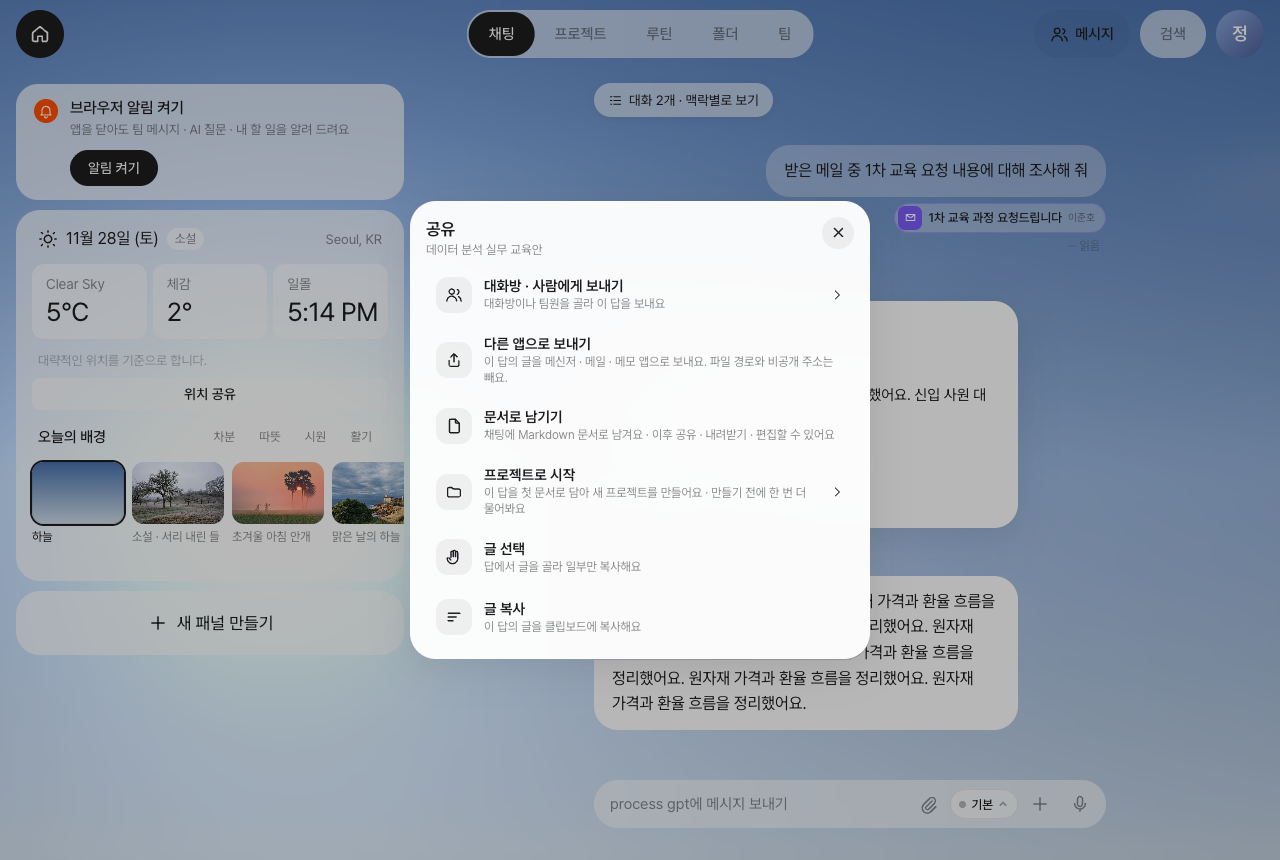 채팅
프로젝트
루틴
폴더
팀
메시지
검색
정
브라우저 알림 켜기
앱을 닫아도 팀 메시지 · AI 질문 · 내 할 일을 알려 드려요
알림 켜기
11월 28일 (토)
소설
Seoul, KR
Clear Sky
5°C
체감
2°
일몰
5:14 PM
대략적인 위치를 기준으로 합니다.
위치 공유
오늘의 배경
차분
따뜻
시원
활기
하늘
소설 · 서리 내린 들
초겨울 아침 안개
맑은 날의 하늘
새 패널 만들기
대화 2개 · 맥락별로 보기
받은 메일 중 1차 교육 요청 내용에 대해 조사해 줘
1차 교육 과정 요청드립니다 이준호
읽음
공유
데이터 분석 실무 교육안
대화방 · 사람에게 보내기
대화방이나 팀원을 골라 이 답을 보내요
다른 앱으로 보내기
이 답의 글을 메신저 · 메일 · 메모 앱으로 보내요. 파일 경로와 비공개 주소는
빼요.
문서로 남기기
채팅에 Markdown 문서로 남겨요 · 이후 공유 · 내려받기 · 편집할 수 있어요
프로젝트로 시작
이 답을 첫 문서로 담아 새 프로젝트를 만들어요 · 만들기 전에 한 번 더
물어봐요
글 선택
답에서 글을 골라 일부만 복사해요
글 복사
이 답의 글을 클립보드에 복사해요
했어요. 신입 사원 대
가격과 환율 흐름을
정리했어요. 원자재
가격과 환율 흐름을
정리했어요. 원자재 가격과 환율 흐름을 정리했어요. 원자재
가격과 환율 흐름을 정리했어요.
process gpt에 메시지 보내기
기본